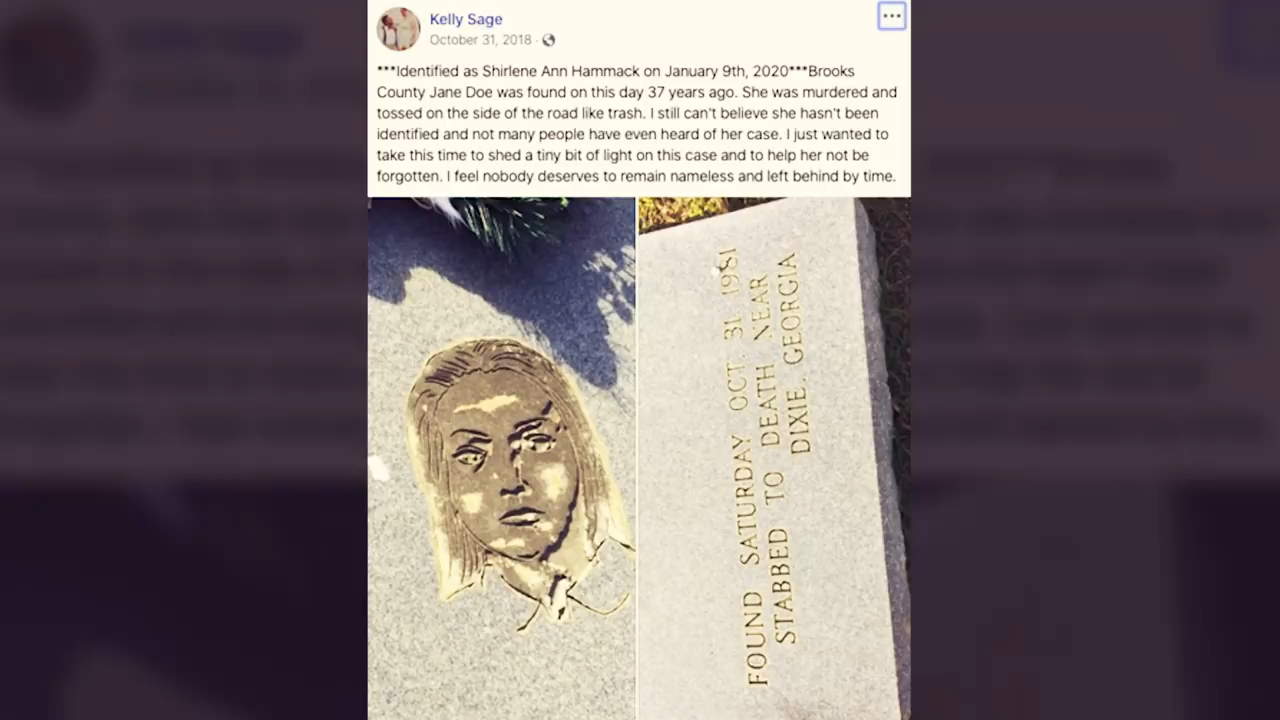 Kelly Sage
October 31, 2018 ·
***Identified as Shirlene Ann Hammack on January 9th, 2020***Brooks
County Jane Doe was found on this day 37 years ago. She was murdered and
tossed on the side of the road like trash. I still can't believe she hasn't been
identified and not many people have even heard of her case. I just wanted to
take this time to shed a tiny bit of light on this case and to help her not be
forgotten. I feel nobody deserves to remain nameless and left behind by time.
FOUND SATURDAY OCT. 31 1981
STABBED TO DEATH NEAR
DIXIE, GEORGIA